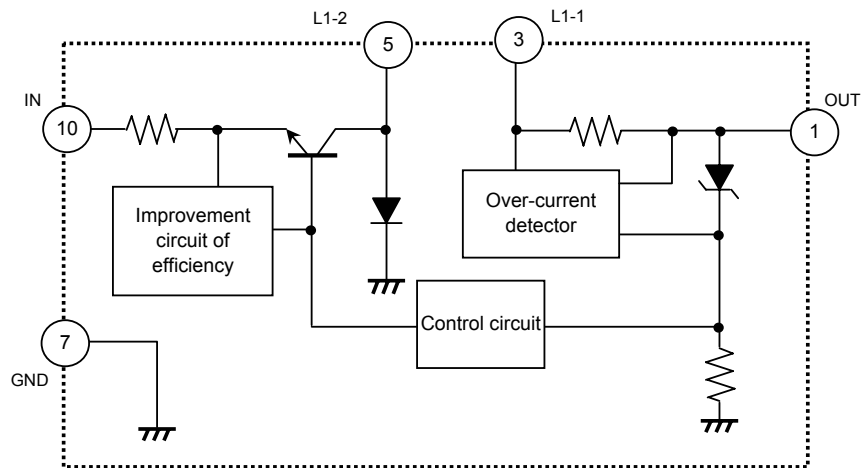 L1-2
L1-1
5
3
IN
OUT
10
1
Improvement
circuit of
efficiency
Over-current
detector
Control circuit
7
GND